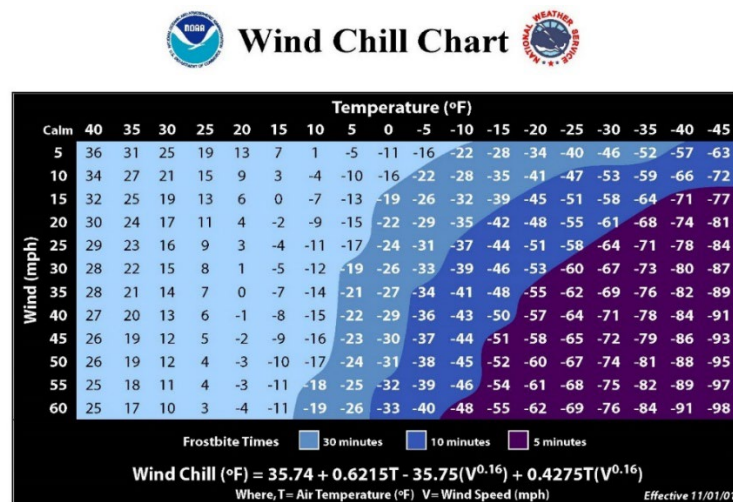 NOAA
Wind Chill Chart
NATIONAL WEATHER SERVICE
Temperature (ºF)
Calm 40 35 30 25 20 15 10 5 0 -5 -10 -15 -20 -25 -30 -35 -40 -45
Wind (mph)
5 36 31 25 19 13 7 1 -5 -11 -16 -22 -28 -34 -40 -46 -52 -57 -63
10 34 27 21 15 9 3 -4 -10 -16 -22 -28 -35 -41 -47 -53 -59 -66 -72
15 32 25 19 13 6 0 -7 -13 -19 -26 -32 -39 -45 -51 -58 -64 -71 -77
20 30 24 17 11 4 -2 -9 -15 -22 -29 -35 -42 -48 -55 -61 -68 -74 -81
25 29 23 16 9 3 -4 -11 -17 -24 -31 -37 -44 -51 -58 -64 -71 -78 -84
30 28 22 15 8 1 -5 -12 -19 -26 -33 -39 -46 -53 -60 -67 -73 -80 -87
35 28 21 14 7 0 -7 -14 -21 -27 -34 -41 -48 -55 -62 -69 -76 -82 -89
40 27 20 13 6 -1 -8 -15 -22 -29 -36 -43 -50 -57 -64 -71 -78 -84 -91
45 26 19 12 5 -2 -9 -16 -23 -30 -37 -44 -51 -58 -65 -72 -79 -86 -93
50 26 19 12 4 -3 -10 -17 -24 -31 -38 -45 -52 -60 -67 -74 -81 -88 -95
55 25 18 11 4 -3 -11 -18 -25 -32 -39 -46 -54 -61 -68 -75 -82 -89 -97
60 25 17 10 3 -4 -11 -19 -26 -33 -40 -48 -55 -62 -69 -76 -84 -91 -98
Frostbite Times 30 minutes 10 minutes 5 minutes
Wind Chill (ºF) = 35.74 + 0.6215T - 35.75(V0.16) + 0.4275T(V0.16)
Where, T= Air Temperature (ºF) V= Wind Speed (mph)
Effective 11/01/01